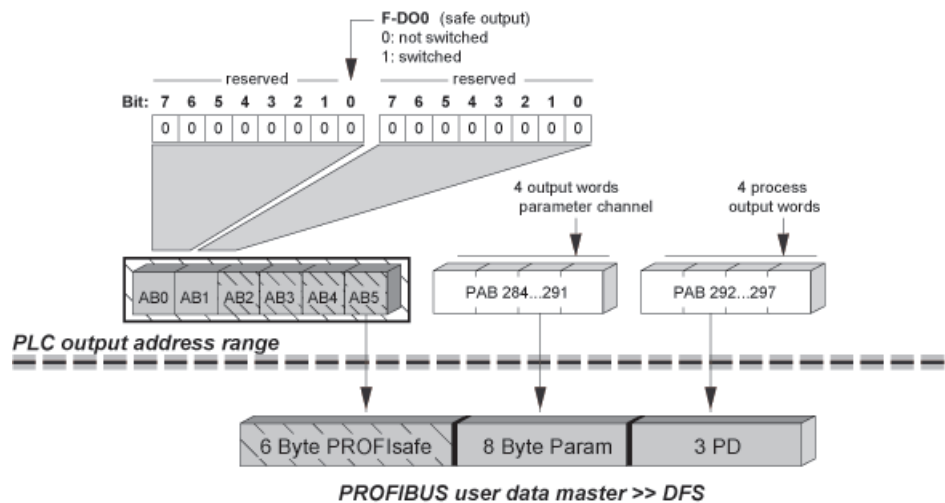 F-DO0 (safe output)
0: not switched
1: switched
reserved reserved
Bit: 7 6 5 4 3 2 1 0 7 6 5 4 3 2 1 0
0 0 0 0 0 0 0 0 0 0 0 0 0 0 0 0
4 output words
parameter channel
4 process
output words
AB0 AB1 AB2 AB3 AB4 AB5
PAB 284...291
PAB 292...297
PLC output address range
6 Byte PROFIsafe 8 Byte Param 3 PD
PROFIBUS user data master >> DFS